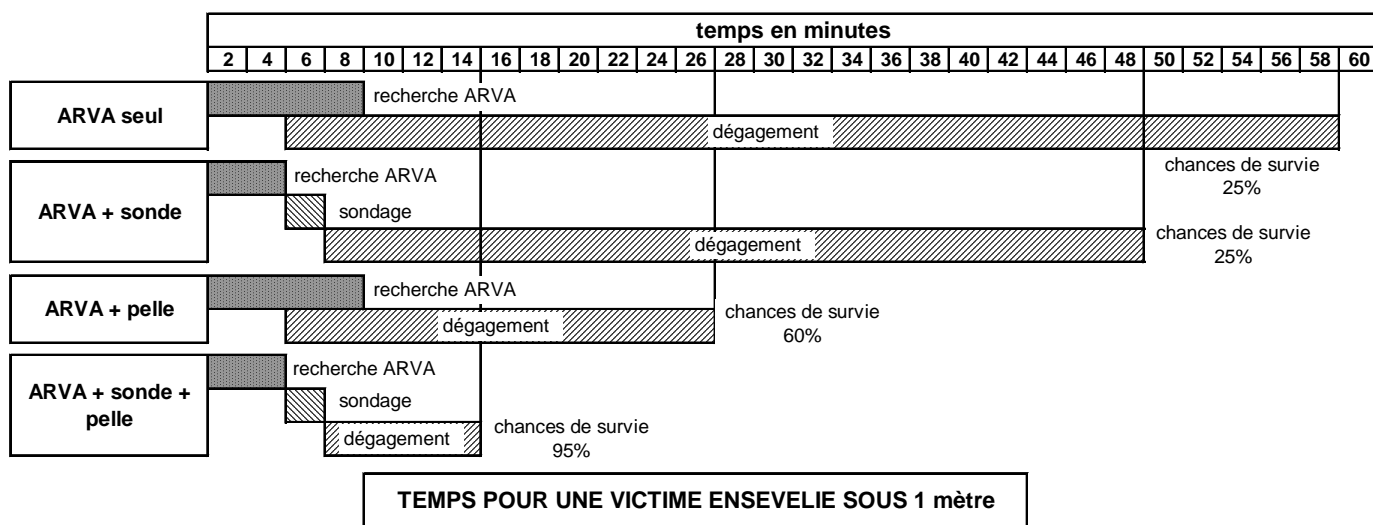 temps en minutes
2 4 6 8 10 12 14 16 18 20 22 24 26 28 30 32 34 36 38 40 42 44 46 48 50 52 54 56 58 60
ARVA seul
recherche ARVA
dégagement
chances de survie
25%
ARVA + sonde
recherche ARVA
sondage
dégagement
chances de survie
25%
ARVA + pelle
recherche ARVA
dégagement
chances de survie
60%
ARVA + sonde +
pelle
recherche ARVA
sondage
dégagement
chances de survie
95%
TEMPS POUR UNE VICTIME ENSEVELIE SOUS 1 mètre